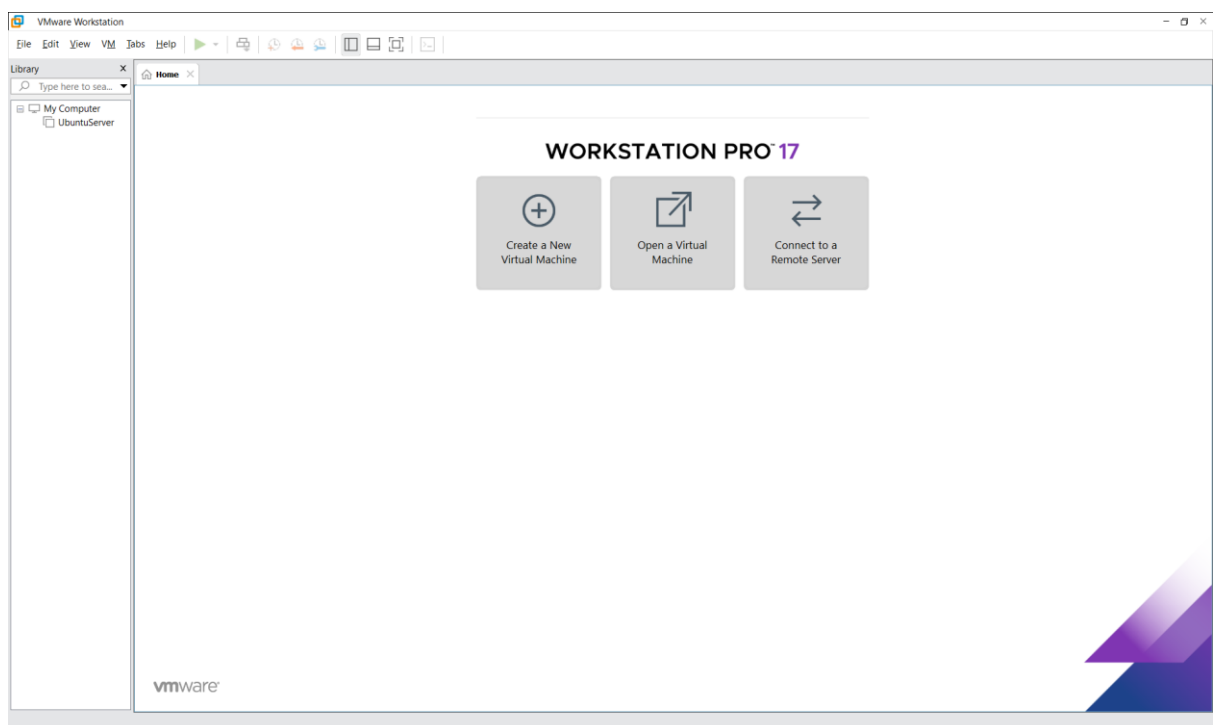 VMware Workstation
File Edit View VM Tabs Help
Library
Type here to sea...
My Computer
UbuntuServer
Home
WORKSTATION PRO™ 17
Create a New
Virtual Machine
Open a Virtual
Machine
Connect to a
Remote Server
vmware